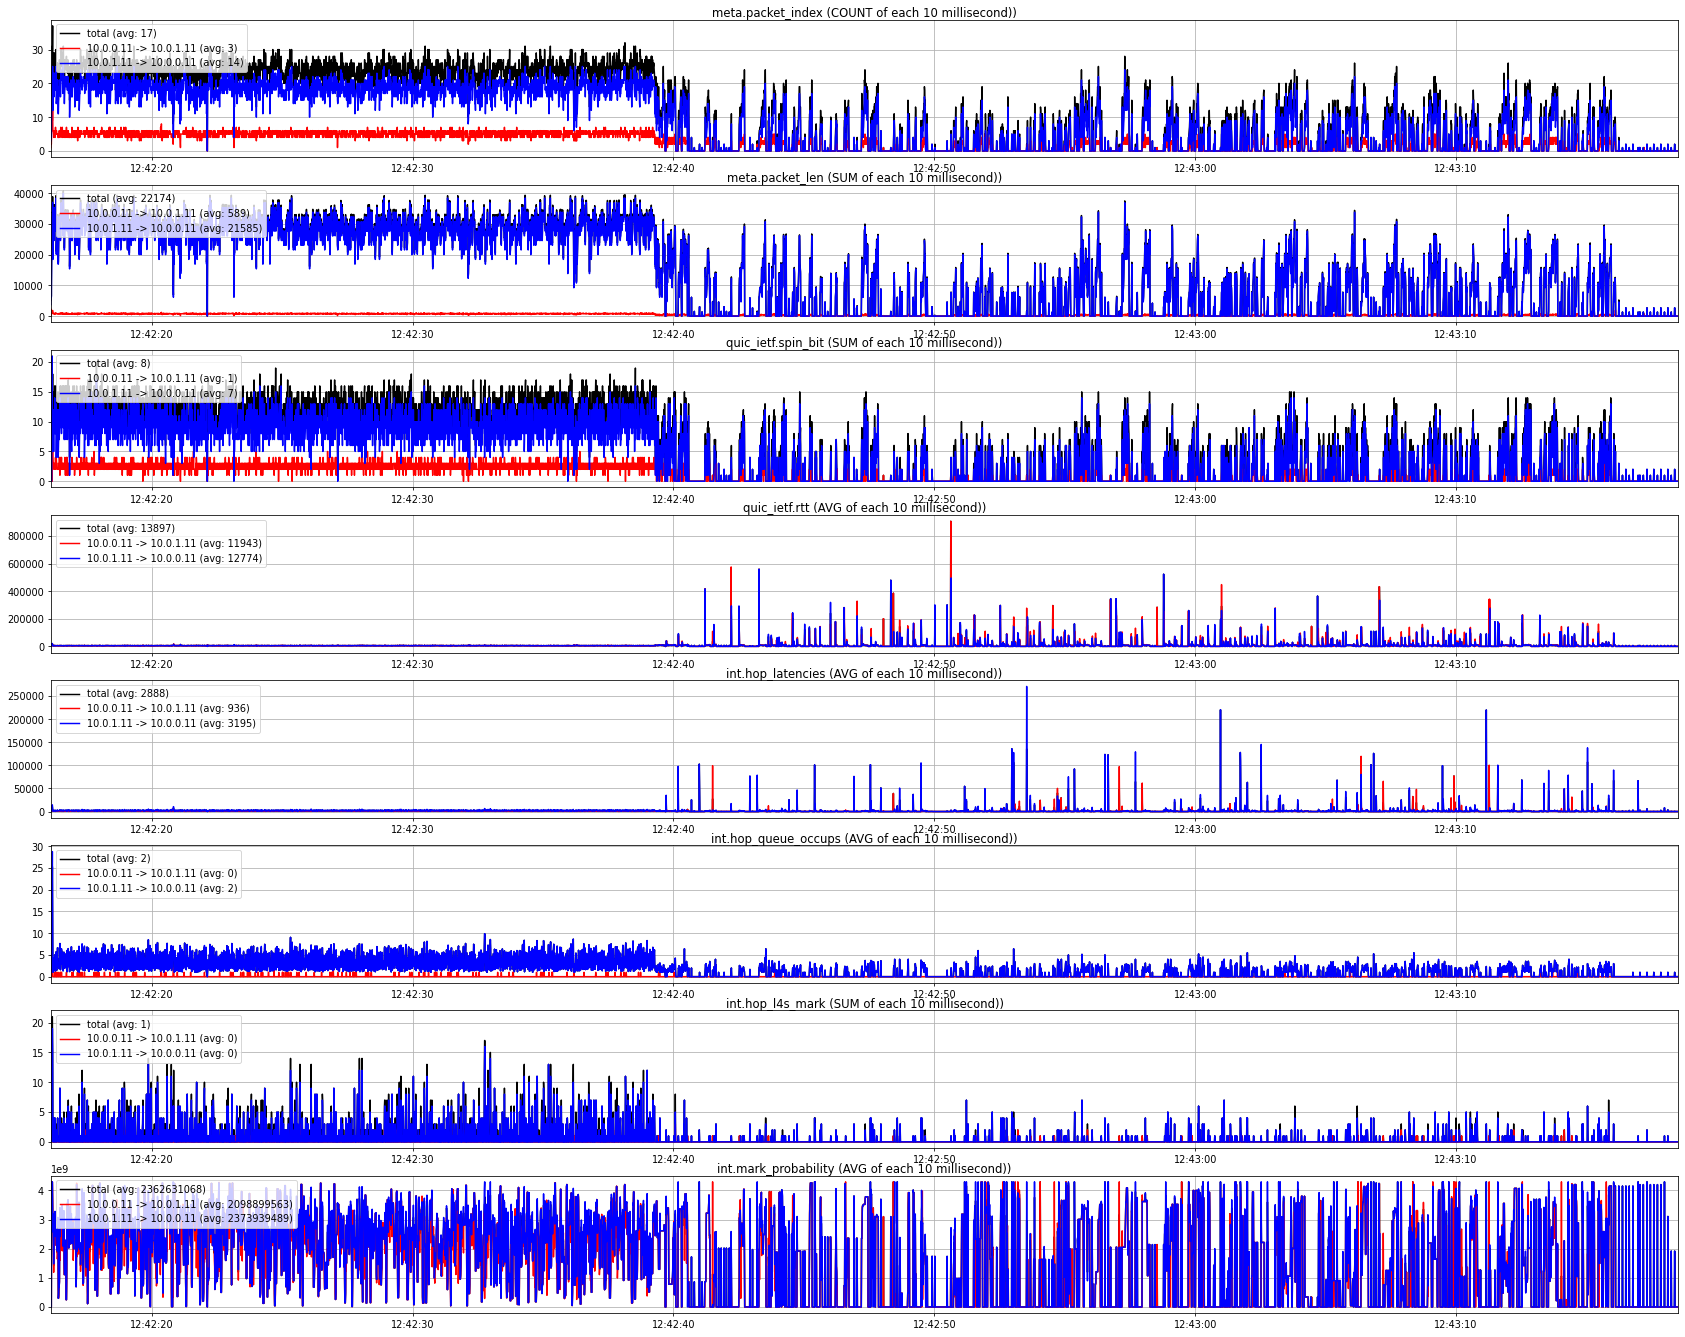 meta.packet_index (COUNT of each 10 millisecond))
total (avg: 17)
10.0.0.11 -> 10.0.1.11 (avg: 3)
10.0.1.11 -> 10.0.0.11 (avg: 14)
30
20
10
0
12:42:20 12:42:30 12:42:40 12:42:50 12:43:00 12:43:10
meta.packet_len (SUM of each 10 millisecond))
total (avg: 22174)
10.0.0.11 -> 10.0.1.11 (avg: 589)
10.0.1.11 -> 10.0.0.11 (avg: 21585)
40000
30000
20000
10000
0
12:42:20 12:42:30 12:42:40 12:42:50 12:43:00 12:43:10
quic_ietf.spin_bit (SUM of each 10 millisecond))
total (avg: 8)
10.0.0.11 -> 10.0.1.11 (avg: 1)
10.0.1.11 -> 10.0.0.11 (avg: 7)
20
15
10
5
0
12:42:20 12:42:30 12:42:40 12:42:50 12:43:00 12:43:10
quic_ietf.rtt (AVG of each 10 millisecond))
total (avg: 13897)
10.0.0.11 -> 10.0.1.11 (avg: 11943)
10.0.1.11 -> 10.0.0.11 (avg: 12774)
800000
600000
400000
200000
0
12:42:20 12:42:30 12:42:40 12:42:50 12:43:00 12:43:10
int.hop_latencies (AVG of each 10 millisecond))
total (avg: 2888)
10.0.0.11 -> 10.0.1.11 (avg: 936)
10.0.1.11 -> 10.0.0.11 (avg: 3195)
250000
200000
150000
100000
50000
0
12:42:20 12:42:30 12:42:40 12:42:50 12:43:00 12:43:10
int.hop_queue_occups (AVG of each 10 millisecond))
total (avg: 2)
10.0.0.11 -> 10.0.1.11 (avg: 0)
10.0.1.11 -> 10.0.0.11 (avg: 2)
30
25
20
15
10
5
0
12:42:20 12:42:30 12:42:40 12:42:50 12:43:00 12:43:10
int.hop_l4s_mark (SUM of each 10 millisecond))
total (avg: 1)
10.0.0.11 -> 10.0.1.11 (avg: 0)
10.0.1.11 -> 10.0.0.11 (avg: 0)
20
15
10
5
0
12:42:20 12:42:30 12:42:40 12:42:50 12:43:00 12:43:10
1e9
int.mark_probability (AVG of each 10 millisecond))
total (avg: 2362631068)
10.0.0.11 -> 10.0.1.11 (avg: 2098899563)
10.0.1.11 -> 10.0.0.11 (avg: 2373939489)
4
3
2
1
0
12:42:20 12:42:30 12:42:40 12:42:50 12:43:00 12:43:10